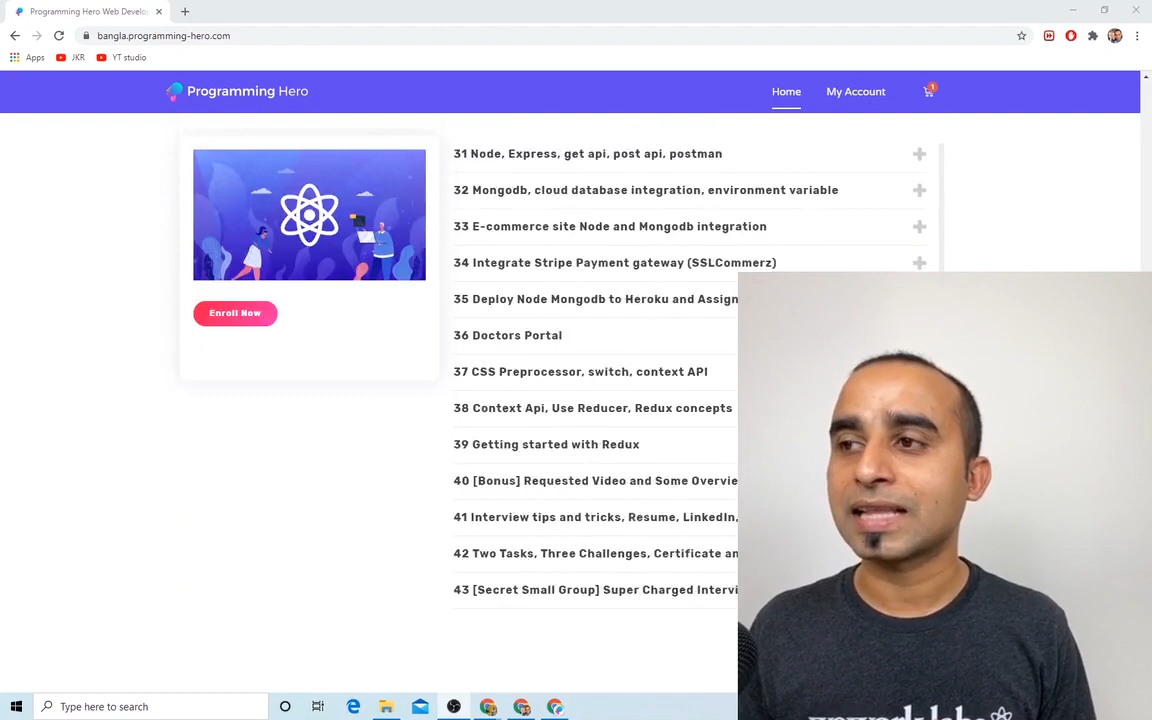 Programming Hero Web Develo
bangla.programming-hero.com
Apps JKR YT studio
Programming Hero Home My Account 1
Enroll Now
31 Node, Express, get api, post api, postman
32 Mongodb, cloud database integration, environment variable
33 E-commerce site Node and Mongodb integration
34 Integrate Stripe Payment gateway (SSLCommerz)
35 Deploy Node Mongodb to Heroku and Assign
36 Doctors Portal
37 CSS Preprocessor, switch, context API
38 Context Api, Use Reducer, Redux concepts
39 Getting started with Redux
40 [Bonus] Requested Video and Some Overvie
41 Interview tips and tricks, Resume, LinkedIn,
42 Two Tasks, Three Challenges, Certificate an
43 [Secret Small Group] Super Charged Intervi
Type here to search